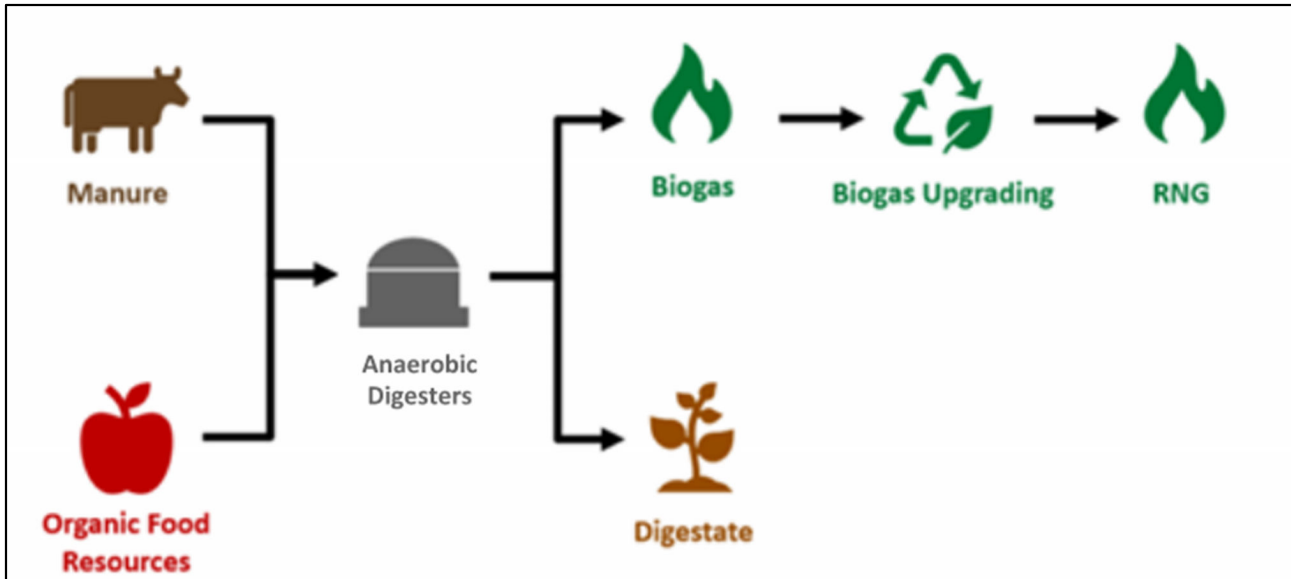 Manure
Organic Food
Resources
Anaerobic
Digesters
Biogas
Biogas Upgrading
RNG
Digestate